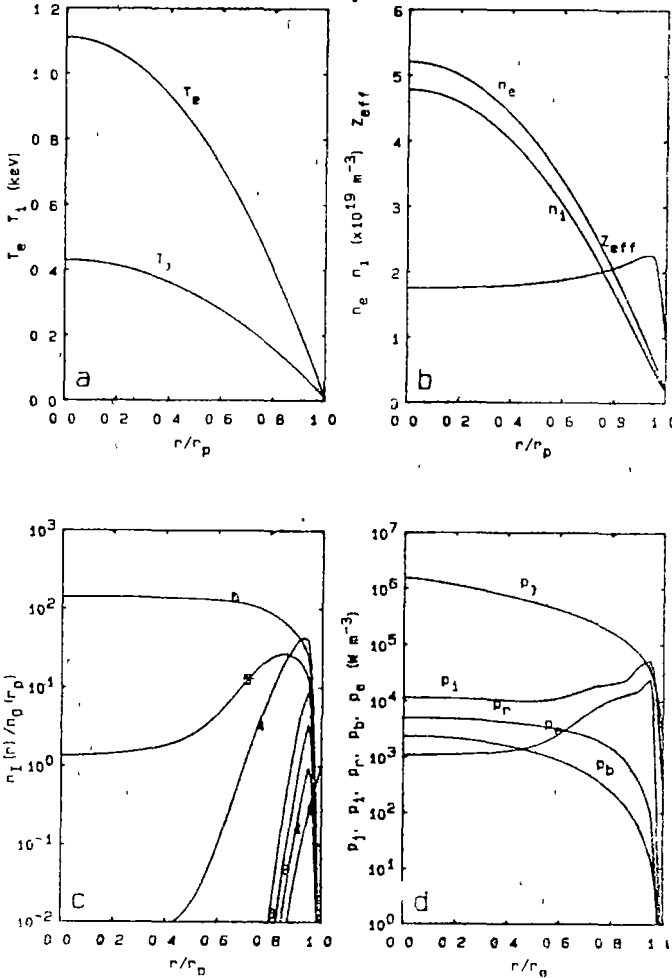 1 2
1 0
0 8
0 6
0 4
0 2
0 0
T_e T_i (keV)
T_e
T_i
a
0 0 0 2 0 4 0 6 0 8 1 0
r/r_p
6
5
4
3
2
1
0
n_e n_i (x10^19 m^-3) Z_eff
n_e
n_i
Z_eff
b
0 0 0 2 0 4 0 6 0 8 1 0
r/r_p
10^3
10^2
10^1
10^0
10^-1
10^-2
n_I(r)/n_0(r_p)
5
4
c
0 0 0 2 0 4 0 6 0 8 1 0
r/r_p
10^6
10^5
10^4
10^3
10^2
10^1
10^0
p_j, p_i, p_r, p_b, p_e (W m^-3)
p_j
p_i
p_r
p_b
d
0 0 0 2 0 4 0 6 0 8 1 0